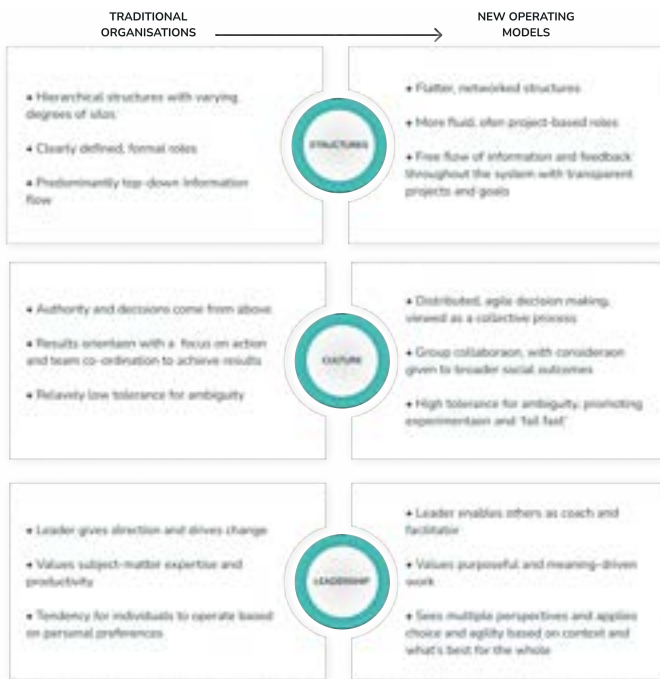 TRADITIONAL
ORGANISATIONS
NEW OPERATING
MODELS
• Hierarchical structures with varying
degrees of silos
• Clearly defined, formal roles
• Predominantly top-down information
flow
STRUCTURES
• Flatter, networked structures
• More fluid, often project-based roles
• Free flow of information and feedback
throughout the system with transparent
projects and goals
• Authority and decisions come from above
• Results orientaon with a focus on action
and team co-ordination to achieve results
• Relavely low tolerance for ambiguity
CULTURE
• Distributed, agile decision making,
viewed as a collective process
• Group collaboraon, with consideraon
given to broader social outcomes
• High tolerance for ambiguity, promoting
experimentaon and 'fail fast'
• Leader gives direction and drives change
• Values subject-matter expertise and
productivity
• Tendency for individuals to operate based
on personal preferences
LEADERSHIP
• Leader enables others as coach and
facilitator
• Values purposeful and meaning-driven
work
• Sees multiple perspectives and applies
choice and agility based on context and
what's best for the whole